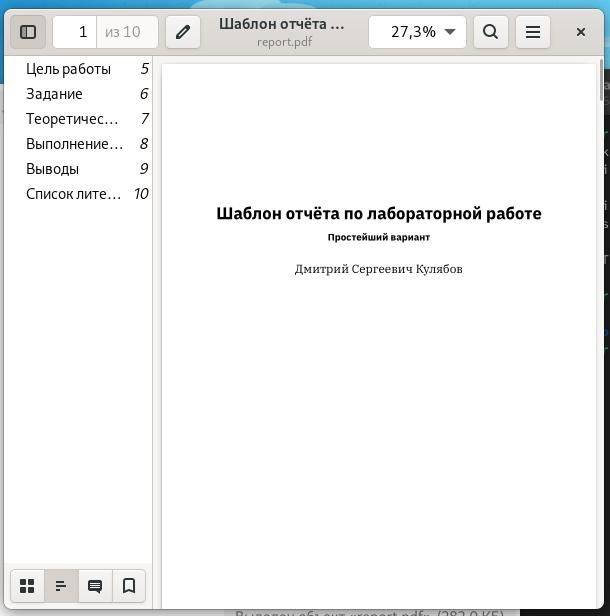 1 из 10
Шаблон отчёта ...
report.pdf
27,3%
Цель работы 5
Задание 6
Теоретичес... 7
Выполнение... 8
Выводы 9
Список лите... 10
Шаблон отчёта по лабораторной работе
Простейший вариант
Дмитрий Сергеевич Кулябов